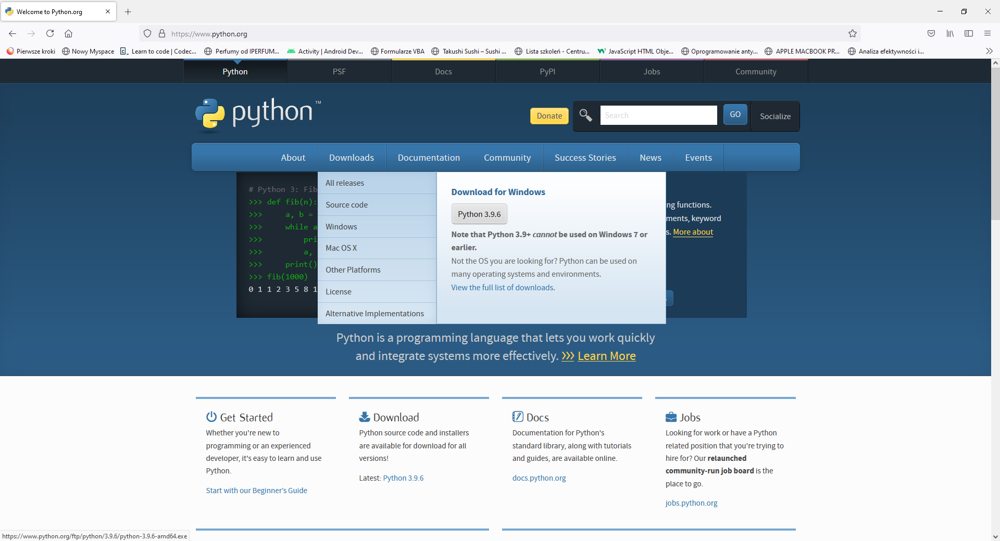 Welcome to Python.org
https://www.python.org
Pierwsze kroki Nowy Myspace Learn to code | Codec... Perfumy od IPERFUM... Activity | Android Dev... Formularze VBA Takushi Sushi – Sushi ... Lista szkoleń - Centru... JavaScript HTML Obje... Oprogramowanie anty... APPLE MACBOOK PR... Analiza efektywności i...
Python PSF Docs PyPI Jobs Community
python™
Donate Search GO Socialize
About Downloads Documentation Community Success Stories News Events
# Python 3: Fib
>>> def fib(n):
>>> a, b =
>>> while a
>>> pri
>>> a,
>>> print()
>>> fib(1000)
0 1 1 2 3 5 8 1
All releases
Source code
Windows
Mac OS X
Other Platforms
License
Alternative Implementations
Download for Windows
Python 3.9.6
Note that Python 3.9+ cannot be used on Windows 7 or
earlier.
Not the OS you are looking for? Python can be used on
many operating systems and environments.
View the full list of downloads.
ng functions.
ments, keyword
s. More about
Python is a programming language that lets you work quickly
and integrate systems more effectively. >>> Learn More
Get Started
Whether you're new to
programming or an experienced
developer, it's easy to learn and use
Python.
Start with our Beginner's Guide
Download
Python source code and installers
are available for download for all
versions!
Latest: Python 3.9.6
Docs
Documentation for Python's
standard library, along with tutorials
and guides, are available online.
docs.python.org
Jobs
Looking for work or have a Python
related position that you're trying to
hire for? Our relaunched
community-run job board is the
place to go.
jobs.python.org
https://www.python.org/ftp/python/3.9.6/python-3.9.6-amd64.exe